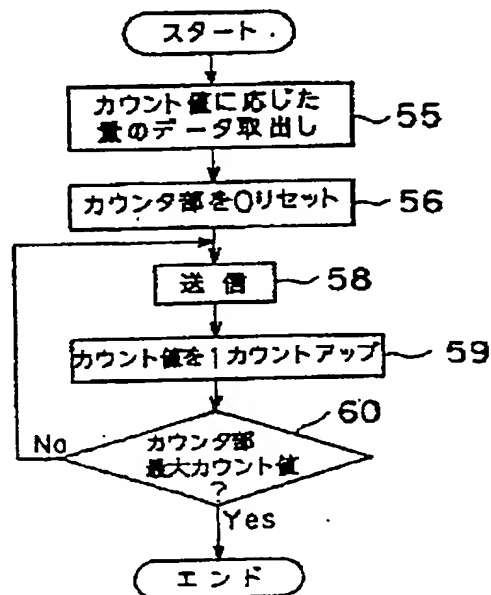 スタート
カウント値に応じた
量のデータ取出し
55
カウンタ部を0リセット
56
送信
58
カウント値を1カウントアップ
59
60
カウンタ部
最大カウント値
?
No
Yes
エンド